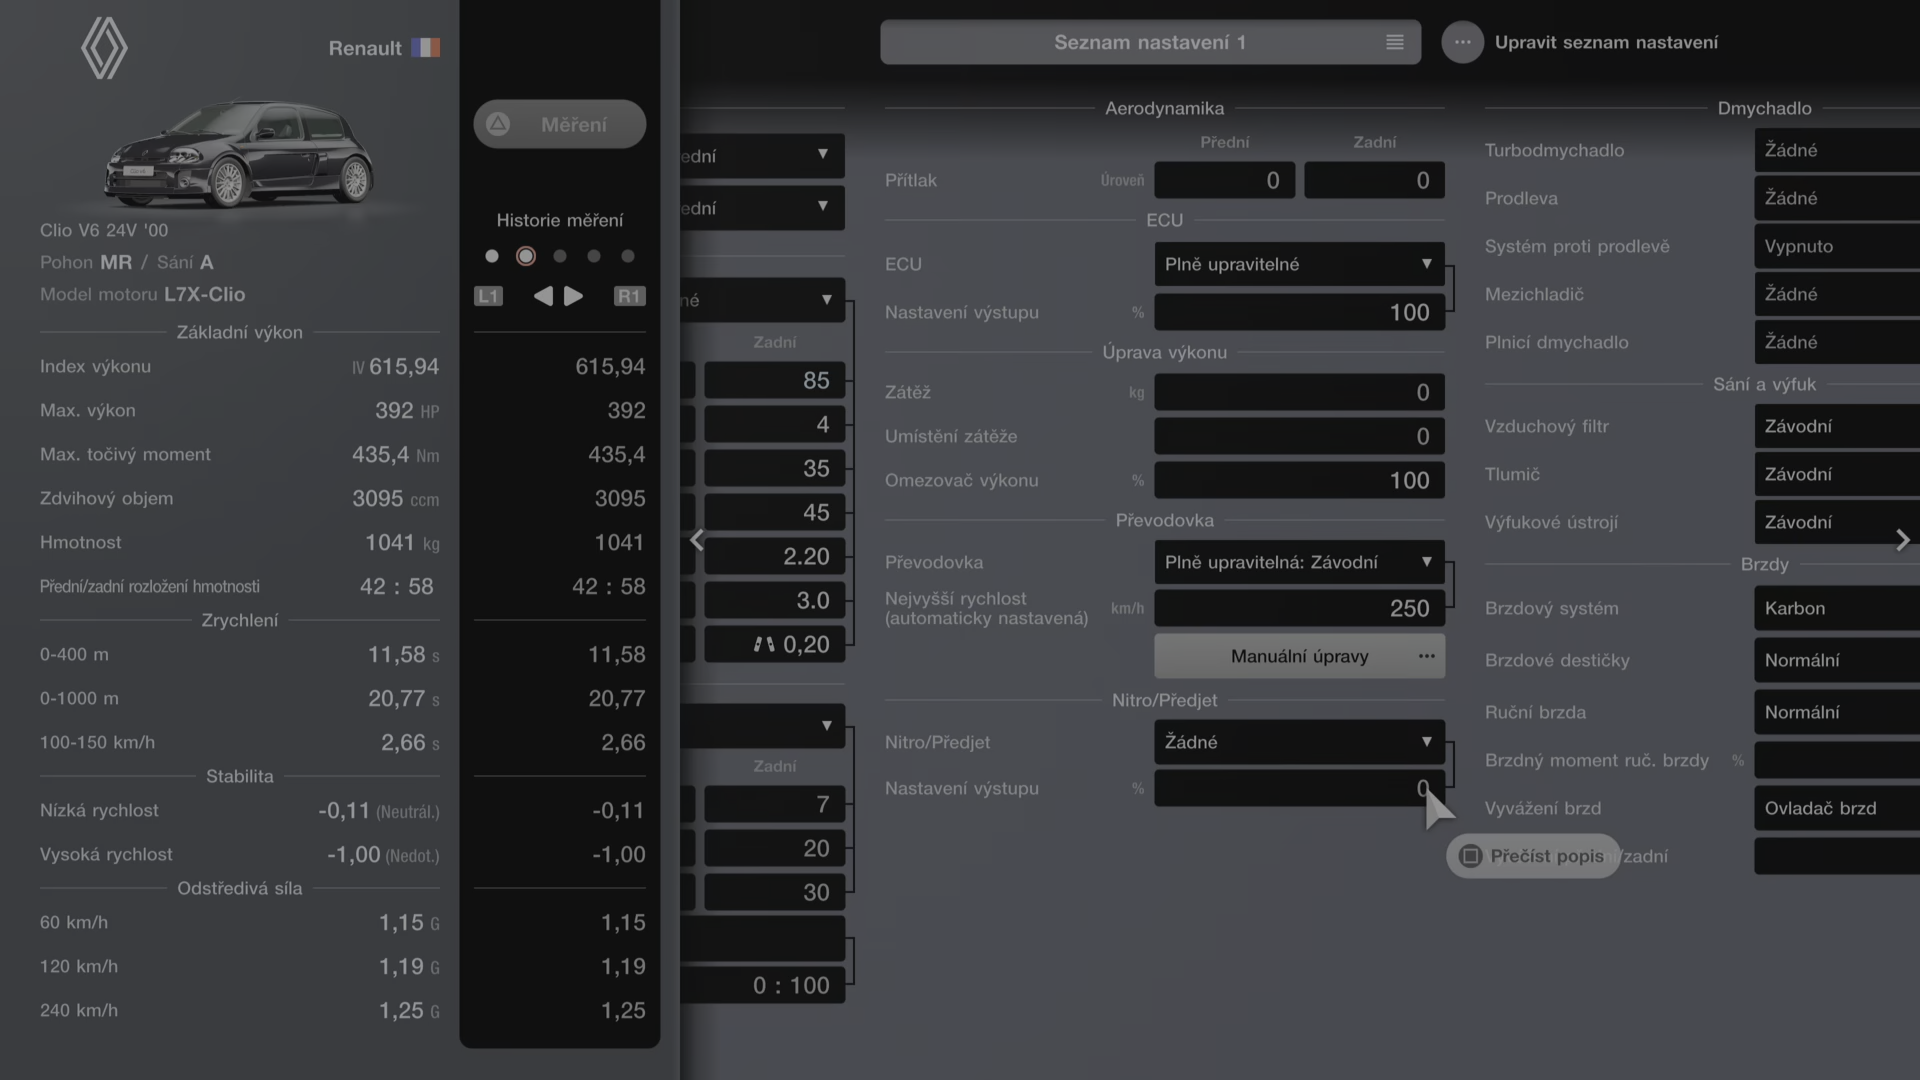 Renault
Clio V6 24V '00
Pohon MR / Sání A
Model motoru L7X-Clio
Základní výkon
Index výkonu IV 615,94
Max. výkon 392 HP
Max. točivý moment 435,4 Nm
Zdvihový objem 3095 ccm
Hmotnost 1041 kg
Přední/zadní rozložení hmotnosti 42 : 58
Zrychlení
0-400 m 11,58 s
0-1000 m 20,77 s
100-150 km/h 2,66 s
Stabilita
Nízká rychlost -0,11 (Neutrál.)
Vysoká rychlost -1,00 (Nedot.)
Odstředivá síla
60 km/h 1,15 G
120 km/h 1,19 G
240 km/h 1,25 G
Měření
Historie měření
L1 R1
615,94
392
435,4
3095
1041
42 : 58
11,58
20,77
2,66
-0,11
-1,00
1,15
1,19
1,25
ední
ední
né
Zadní
85
4
35
45
2.20
3.0
0,20
Zadní
7
20
30
0 : 100
Seznam nastavení 1
Upravit seznam nastavení
Aerodynamika
Přední Zadní
Přítlak Úroveň 0 0
ECU
ECU Plně upravitelné
Nastavení výstupu % 100
Úprava výkonu
Zátěž kg 0
Umístění zátěže 0
Omezovač výkonu % 100
Převodovka
Převodovka Plně upravitelná: Závodní
Nejvyšší rychlost
(automaticky nastavená) km/h 250
Manuální úpravy
Nitro/Předjet
Nitro/Předjet Žádné
Nastavení výstupu % 0
Dmychadlo
Turbodmychadlo Žádné
Prodleva Žádné
Systém proti prodlevě Vypnuto
Mezichladič Žádné
Plnicí dmychadlo Žádné
Sání a výfuk
Vzduchový filtr Závodní
Tlumič Závodní
Výfukové ústrojí Závodní
Brzdy
Brzdový systém Karbon
Brzdové destičky Normální
Ruční brzda Normální
Brzdný moment ruč. brzdy %
Vyvážení brzd Ovladač brzd
Přečíst popis
/zadní